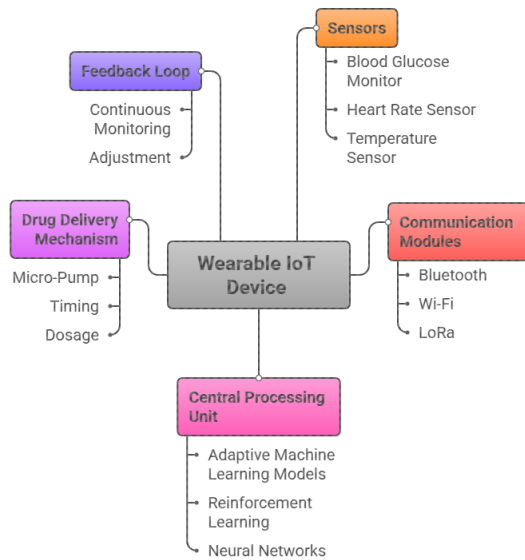 Sensors
Blood Glucose
Monitor
Heart Rate Sensor
Temperature
Sensor
Feedback Loop
Continuous
Monitoring
Adjustment
Drug Delivery
Mechanism
Micro-Pump
Timing
Dosage
Wearable IoT
Device
Communication
Modules
Bluetooth
Wi-Fi
LoRa
Central Processing
Unit
Adaptive Machine
Learning Models
Reinforcement
Learning
Neural Networks